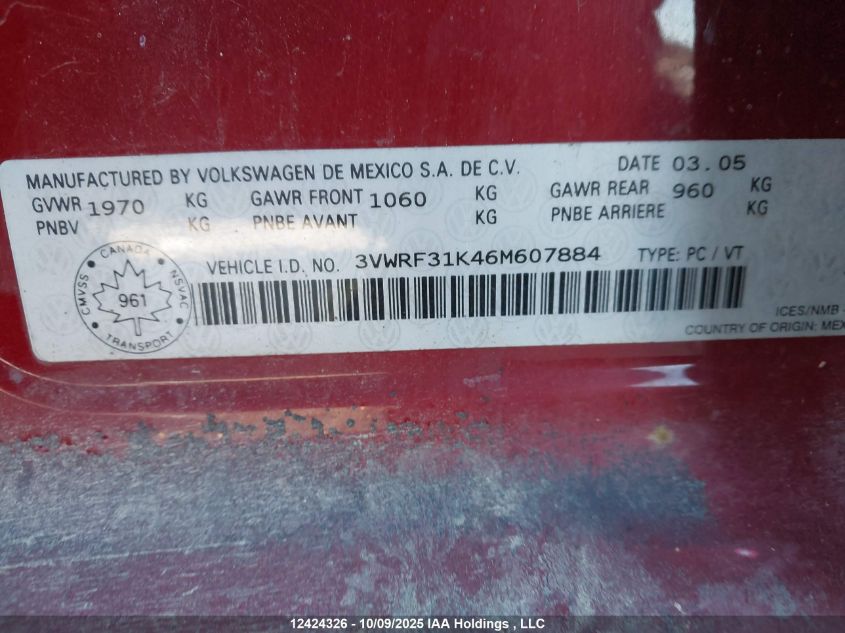 MANUFACTURED BY VOLKSWAGEN DE MEXICO S.A. DE C.V. DATE 03.05
GVWR 1970 KG GAWR FRONT 1060 KG GAWR REAR 960 KG
PNBV KG PNBE AVANT KG PNBE ARRIERE KG
VEHICLE I.D. NO. 3VWRF31K46M607884 TYPE: PC / VT
CANADA
CMVSS 961 NSVAC
TRANSPORT
ICES/NMB -
COUNTRY OF ORIGIN: MEX
12424326 - 10/09/2025 IAA Holdings , LLC